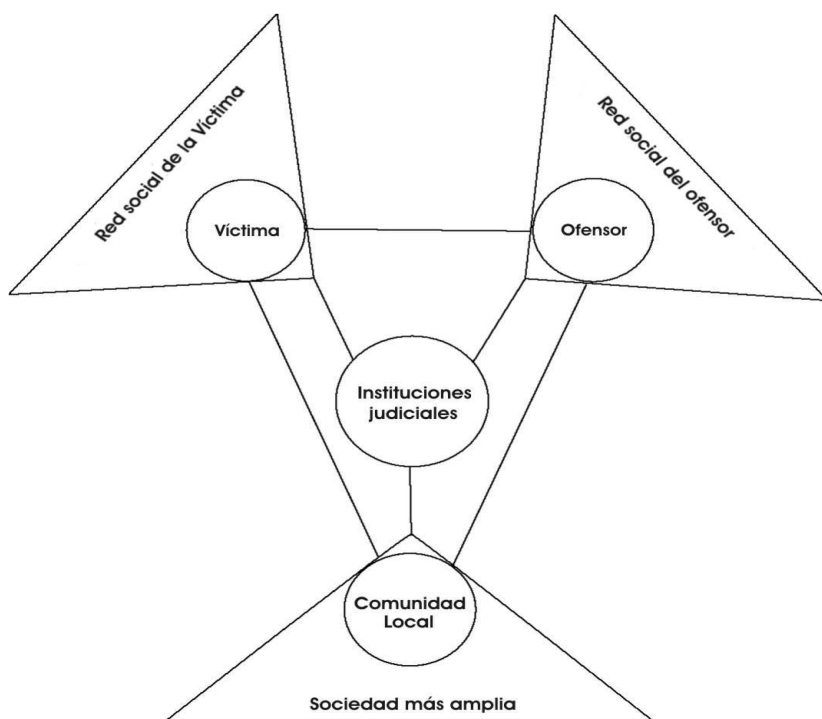 Red social de la Víctima
Red social del ofensor
Víctima
Ofensor
Instituciones
judiciales
Comunidad
Local
Sociedad más amplia